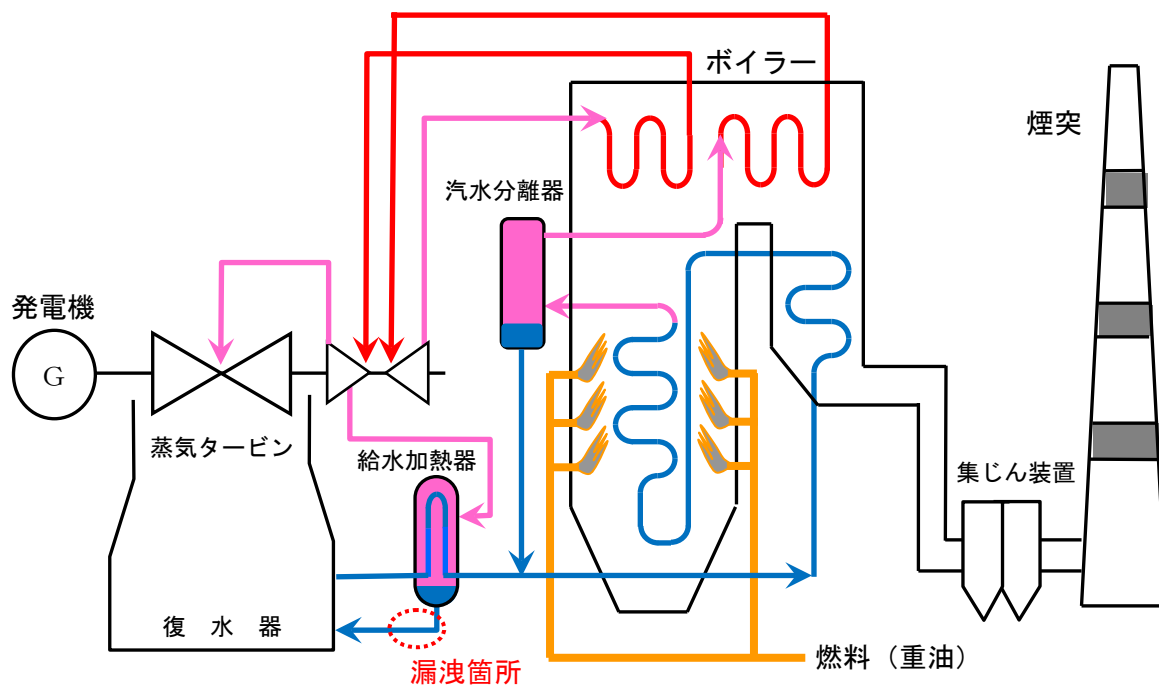 ボイラー
煙突
汽水分離器
発電機
G
蒸気タービン
給水加熱器
集じん装置
復 水 器
漏洩箇所
燃料（重油）